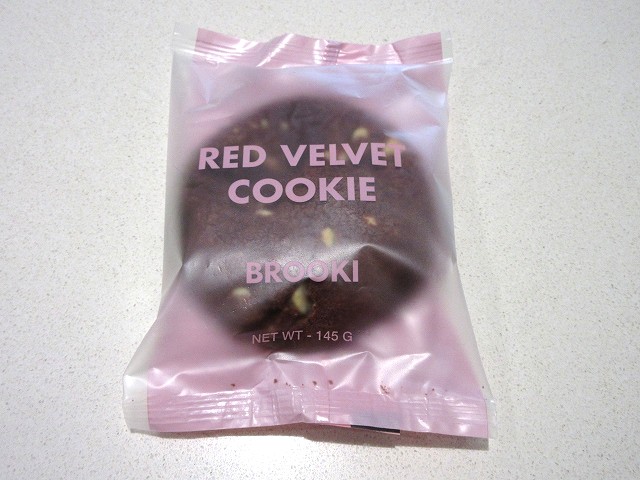 RED VELVET
COOKIE
BROOKI
NET WT - 145 G